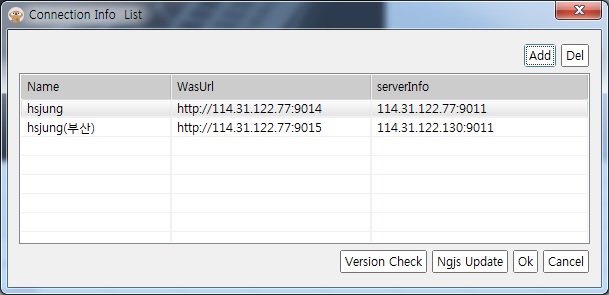 Connection Info List
Add Del
Name WasUrl serverInfo
hsjung http://114.31.122.77:9014 114.31.122.77:9011
hsjung(부산) http://114.31.122.77:9015 114.31.122.130:9011
Version Check Ngjs Update Ok Cancel